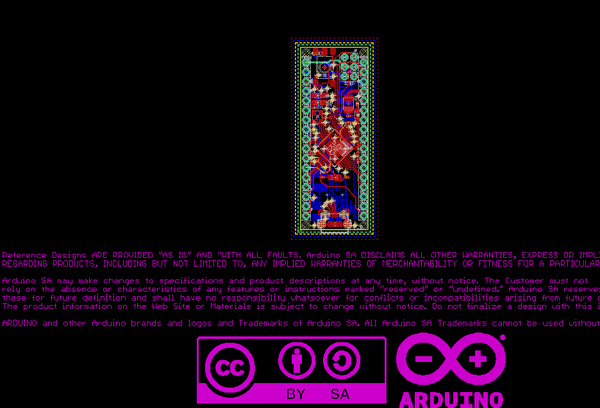 Reference Designs ARE PROVIDED "AS IS" AND "WITH ALL FAULTS. Arduino SA DISCLAIMS ALL OTHER WARRANTIES, EXPRESS OR
REGARDING PRODUCTS, INCLUDING BUT NOT LIMITED TO, ANY IMPLIED WARRANTIES OF MERCHANTABILITY OR FITNESS FOR A PARTICULAR
Arduino SA may make changes to specifications and product descriptions at any time, without notice. The Customer must not
rely on the absence or characteristics of any features or instructions marked "reserved" or "undefined." Arduino SA
these for future definition and shall have no responsibility whatsoever for conflicts or incompatibilities arising from future
The product information on the Web Site or Materials is subject to change without notice. Do not finalize a design with this
ARDUINO and other Arduino brands and logos and Trademarks of Arduino SA. All Arduino SA Trademarks cannot be used without
cc
BY SA
ARDUINO